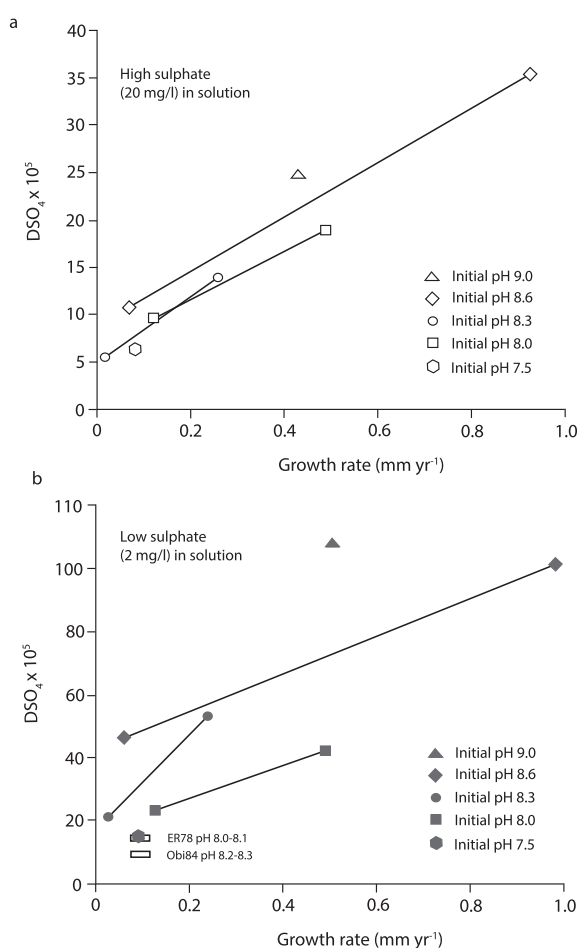 a
40
35
30
25
20
15
10
5
0
DSO₄ x 10⁵
High sulphate
(20 mg/l) in solution
Initial pH 9.0
Initial pH 8.6
Initial pH 8.3
Initial pH 8.0
Initial pH 7.5
0 0.2 0.4 0.6 0.8 1.0
Growth rate (mm yr⁻¹)
b
110
100
80
60
40
20
0
DSO₄ x 10⁵
Low sulphate
(2 mg/l) in solution
Initial pH 9.0
Initial pH 8.6
Initial pH 8.3
Initial pH 8.0
Initial pH 7.5
ER78 pH 8.0-8.1
Obi84 pH 8.2-8.3
0 0.2 0.4 0.6 0.8 1.0
Growth rate (mm yr⁻¹)